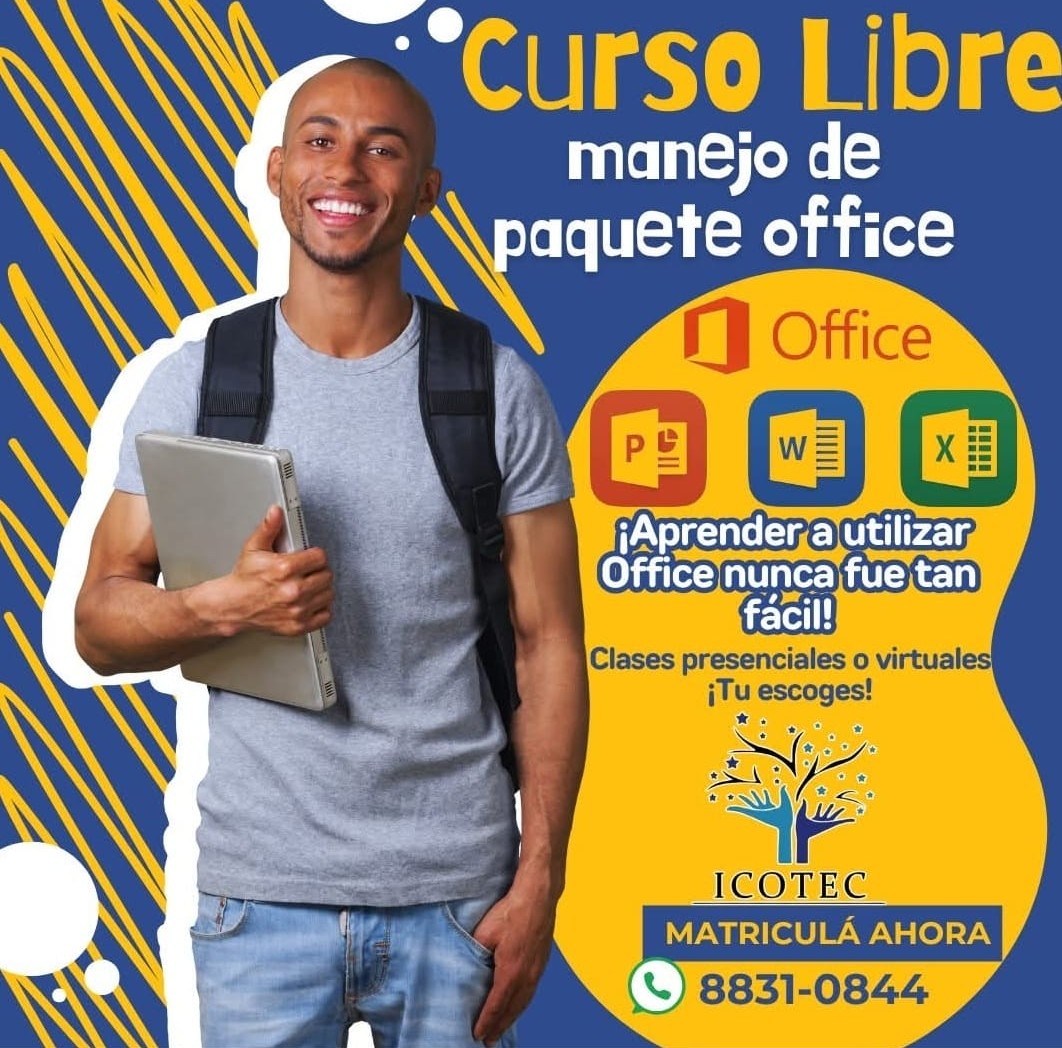 Curso Libre
manejo de
paquete office
Office
P
W
X
¡Aprender a utilizar
Office nunca fue tan
fácil!
Clases presenciales o virtuales
¡Tu escoges!
ICOTEC
MATRICULÁ AHORA
8831-0844